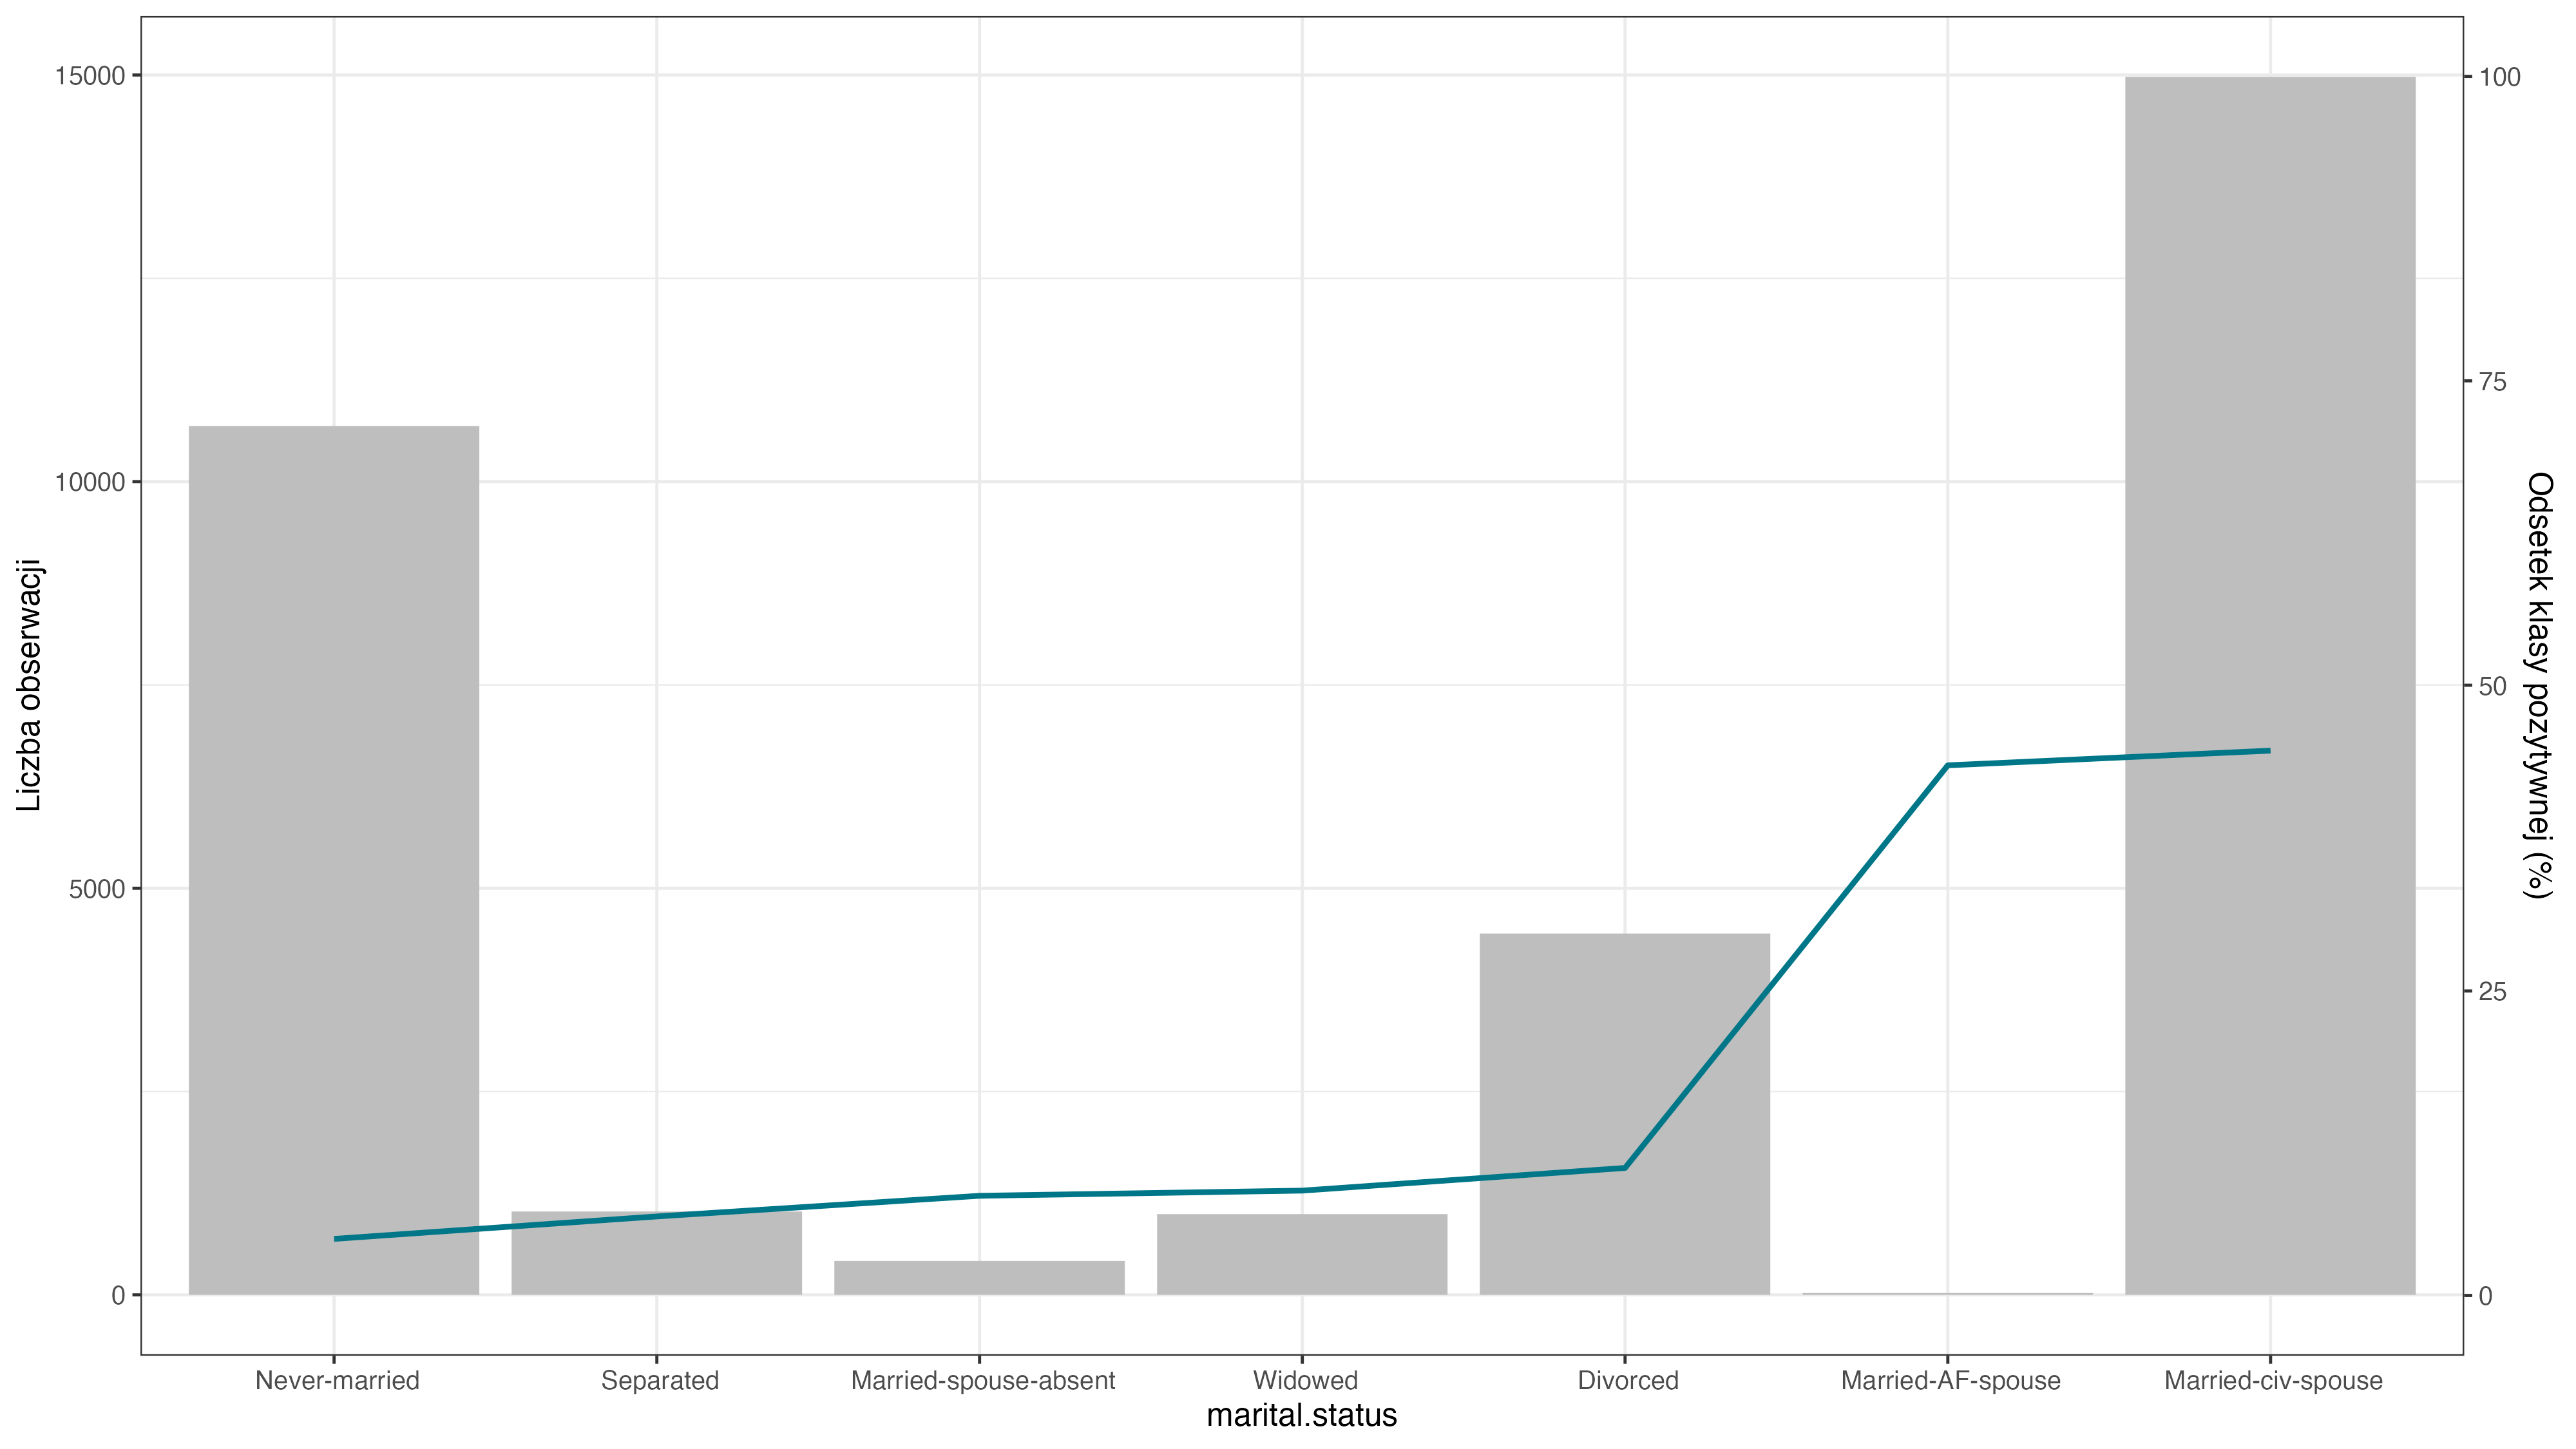 Liczba obserwacji
15000
10000
5000
0
100
75
50
25
0
Odsetek klasy pozytywnej (%)
Never-married
Separated
Married-spouse-absent
Widowed
Divorced
Married-AF-spouse
Married-civ-spouse
marital.status